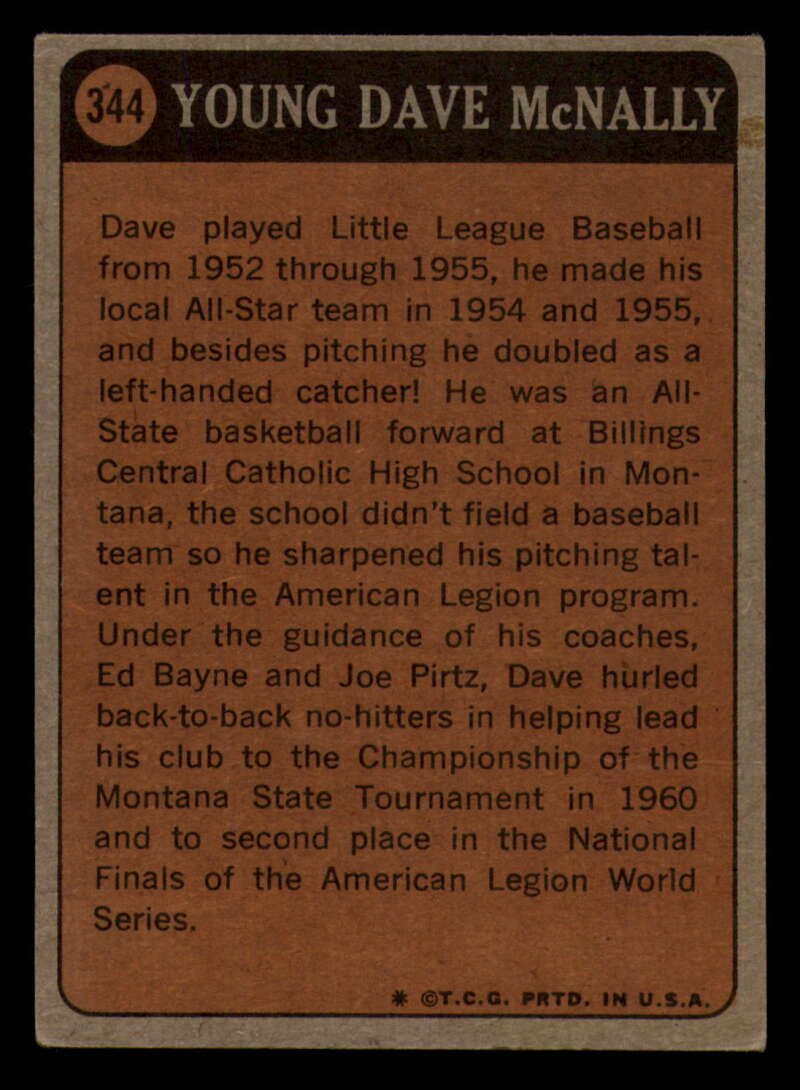 344 YOUNG DAVE McNALLY
Dave played Little League Baseball
from 1952 through 1955, he made his
local All-Star team in 1954 and 1955,
and besides pitching he doubled as a
left-handed catcher! He was an All-
State basketball forward at Billings
Central Catholic High School in Mon-
tana, the school didn't field a baseball
team so he sharpened his pitching tal-
ent in the American Legion program.
Under the guidance of his coaches,
Ed Bayne and Joe Pirtz, Dave hurled
back-to-back no-hitters in helping lead
his club to the Championship of the
Montana State Tournament in 1960
and to second place in the National
Finals of the American Legion World
Series.
* ©T.C.G. PRTD. IN U.S.A.